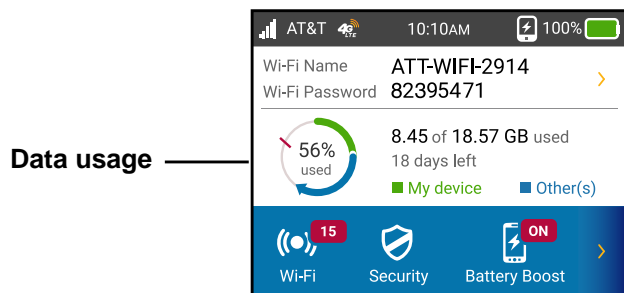 AT&T 4G LTE 10:10AM 100%
Wi-Fi Name ATT-WIFI-2914
Wi-Fi Password 82395471
Data usage
56% used
8.45 of 18.57 GB used
18 days left
My device Other(s)
15 ON
Wi-Fi Security Battery Boost